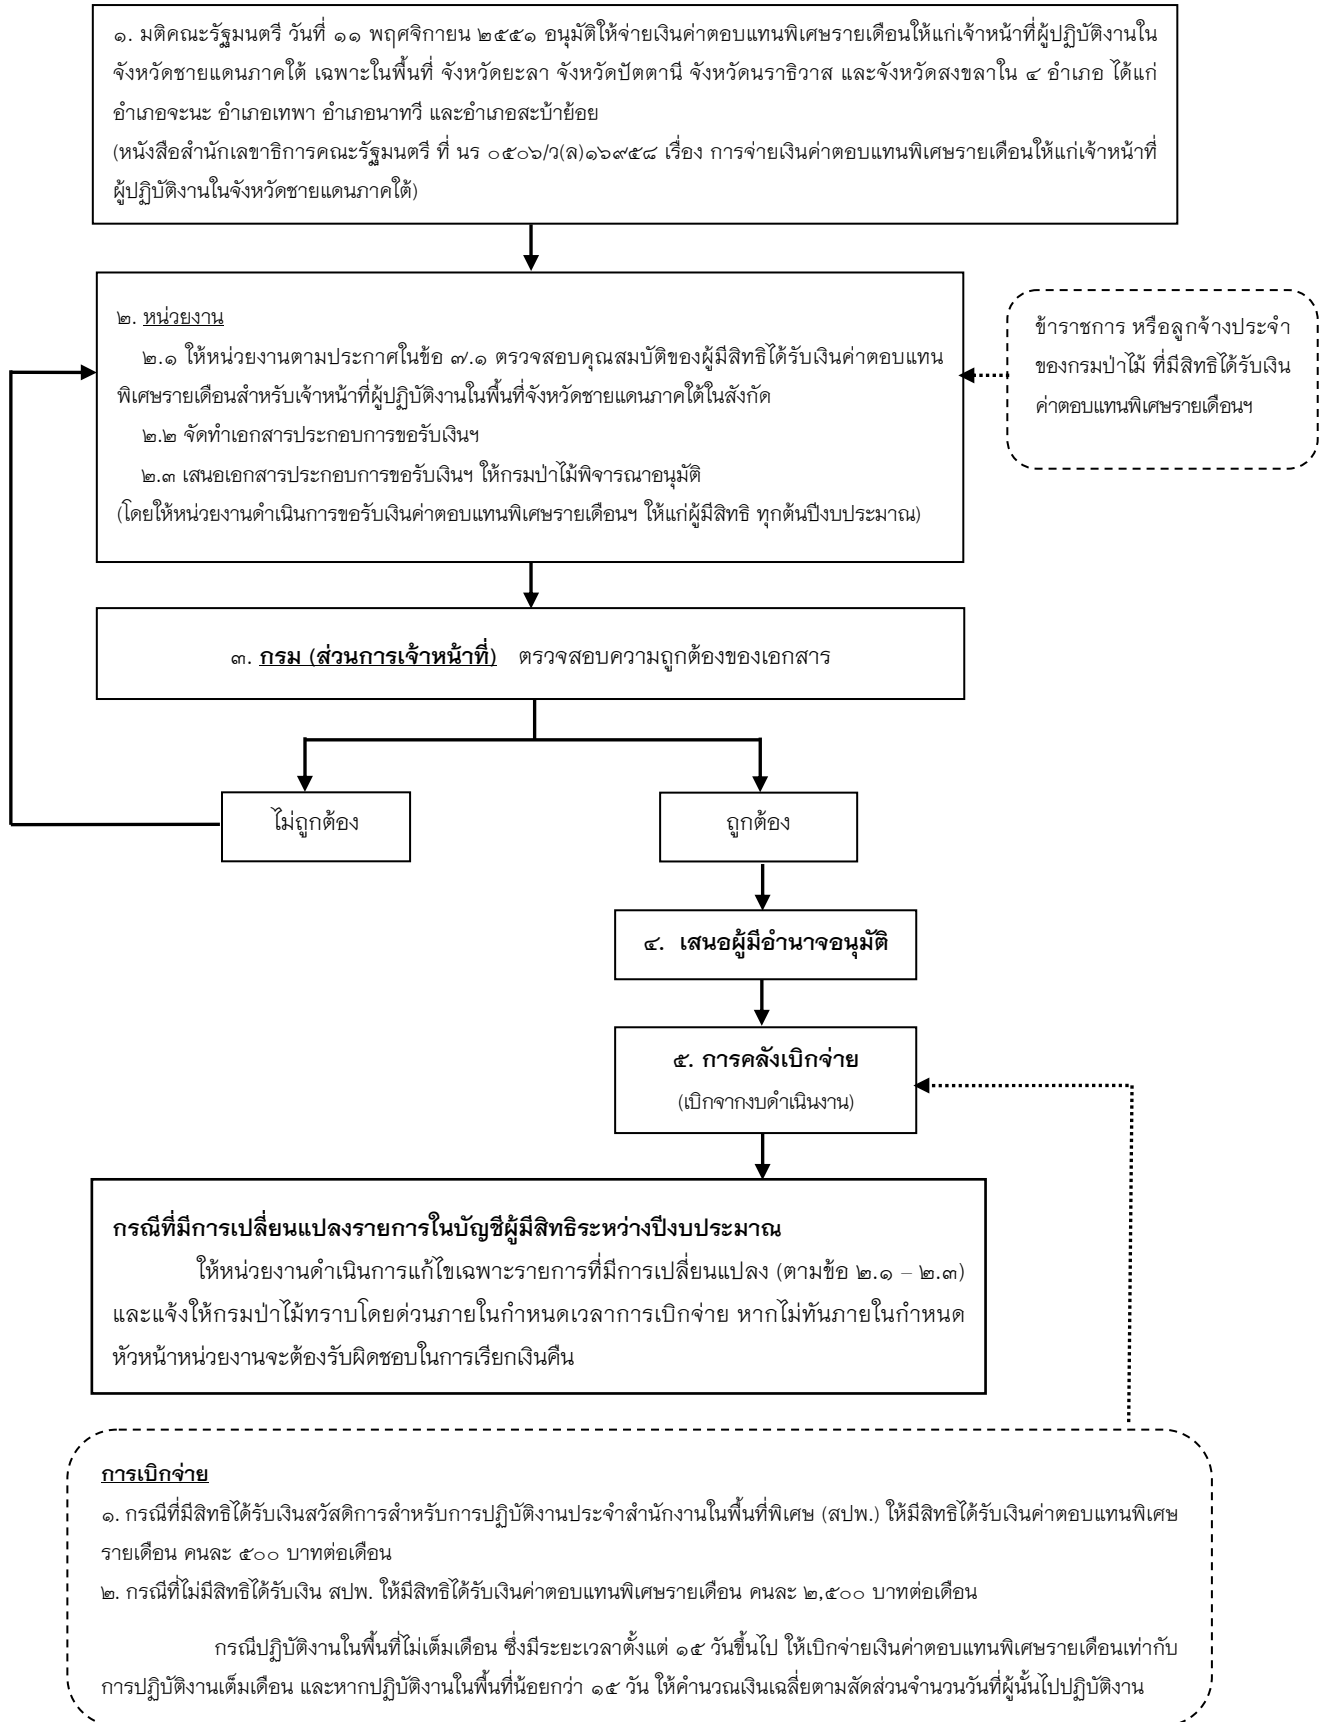 ๑. มติคณะรัฐมนตรี วันที่ ๑๑ พฤศจิกายน ๒๕๕๑ อนุมัติให้จ่ายเงินค่าตอบแทนพิเศษรายเดือนให้แก่เจ้าหน้าที่ผู้ปฏิบัติงานใน
จังหวัดชายแดนภาคใต้ เฉพาะในพื้นที่ จังหวัดยะลา จังหวัดปัตตานี จังหวัดนราธิวาส และจังหวัดสงขลาใน ๔ อำเภอ ได้แก่
อำเภอจะนะ อำเภอเทพา อำเภอนาทวี และอำเภอสะบ้าย้อย
(หนังสือสำนักเลขาธิการคณะรัฐมนตรี ที่ นร ๐๕๐๖/ว(ล)๑๖๙๕๘ เรื่อง การจ่ายเงินค่าตอบแทนพิเศษรายเดือนให้แก่เจ้าหน้าที่
ผู้ปฏิบัติงานในจังหวัดชายแดนภาคใต้)
๒. หน่วยงาน
๒.๑ ให้หน่วยงานตามประกาศในข้อ ๗.๑ ตรวจสอบคุณสมบัติของผู้มีสิทธิได้รับเงินค่าตอบแทน
พิเศษรายเดือนสำหรับเจ้าหน้าที่ผู้ปฏิบัติงานในพื้นที่จังหวัดชายแดนภาคใต้ในสังกัด
๒.๒ จัดทำเอกสารประกอบการขอรับเงินฯ
๒.๓ เสนอเอกสารประกอบการขอรับเงินฯ ให้กรมป่าไม้พิจารณาอนุมัติ
(โดยให้หน่วยงานดำเนินการขอรับเงินค่าตอบแทนพิเศษรายเดือนฯ ให้แก่ผู้มีสิทธิ ทุกต้นปีงบประมาณ)
ข้าราชการ หรือลูกจ้างประจำ
ของกรมป่าไม้ ที่มีสิทธิได้รับเงิน
ค่าตอบแทนพิเศษรายเดือนฯ
๓. กรม (ส่วนการเจ้าหน้าที่) ตรวจสอบความถูกต้องของเอกสาร
ไม่ถูกต้อง
ถูกต้อง
๔. เสนอผู้มีอำนาจอนุมัติ
๕. การคลังเบิกจ่าย
(เบิกจากงบดำเนินงาน)
กรณีที่มีการเปลี่ยนแปลงรายการในบัญชีผู้มีสิทธิระหว่างปีงบประมาณ
ให้หน่วยงานดำเนินการแก้ไขเฉพาะรายการที่มีการเปลี่ยนแปลง (ตามข้อ ๒.๑ – ๒.๓)
และแจ้งให้กรมป่าไม้ทราบโดยด่วนภายในกำหนดเวลาการเบิกจ่าย หากไม่ทันภายในกำหนด
หัวหน้าหน่วยงานจะต้องรับผิดชอบในการเรียกเงินคืน
การเบิกจ่าย
๑. กรณีที่มีสิทธิได้รับเงินสวัสดิการสำหรับการปฏิบัติงานประจำสำนักงานในพื้นที่พิเศษ (สปพ.) ให้มีสิทธิได้รับเงินค่าตอบแทนพิเศษ
รายเดือน คนละ ๕๐๐ บาทต่อเดือน
๒. กรณีที่ไม่มีสิทธิได้รับเงิน สปพ. ให้มีสิทธิได้รับเงินค่าตอบแทนพิเศษรายเดือน คนละ ๒,๕๐๐ บาทต่อเดือน
กรณีปฏิบัติงานในพื้นที่ไม่เต็มเดือน ซึ่งมีระยะเวลาตั้งแต่ ๑๕ วันขึ้นไป ให้เบิกจ่ายเงินค่าตอบแทนพิเศษรายเดือนเท่ากับ
การปฏิบัติงานเต็มเดือน และหากปฏิบัติงานในพื้นที่น้อยกว่า ๑๕ วัน ให้คำนวณเงินเฉลี่ยตามสัดส่วนจำนวนวันที่ผู้นั้นไปปฏิบัติงาน